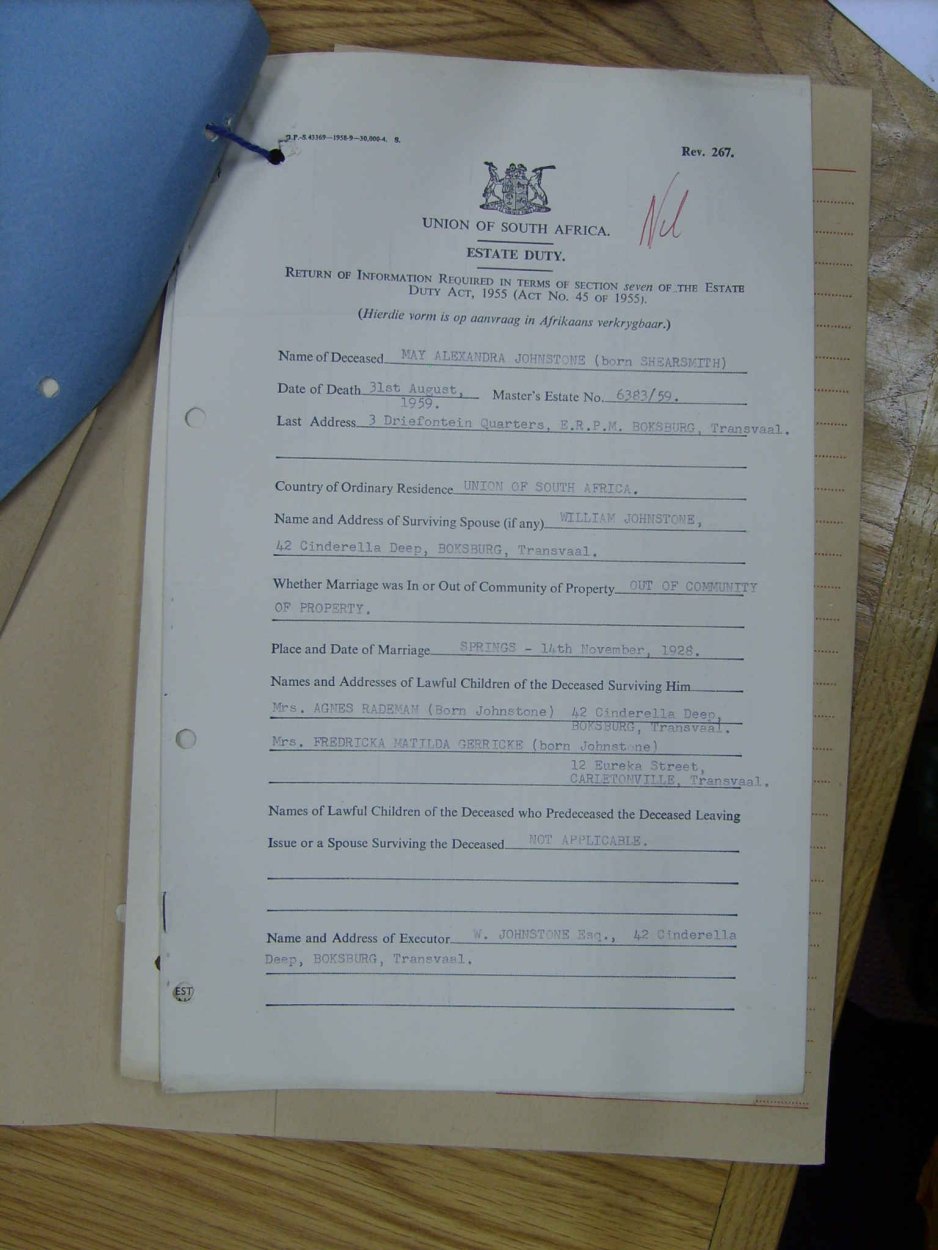 G.P.-S.43369—1958-9—30,000-4. S.
Rev. 267.
Nil
UNION OF SOUTH AFRICA.
ESTATE DUTY.
RETURN OF INFORMATION REQUIRED IN TERMS OF SECTION seven OF THE ESTATE
DUTY ACT, 1955 (ACT NO. 45 OF 1955).
(Hierdie vorm is op aanvraag in Afrikaans verkrygbaar.)
Name of Deceased MAY ALEXANDRA JOHNSTONE (born SHEARSMITH)
Date of Death 31st August, Master's Estate No. 6383/59.
1959.
Last Address 3 Driefontein Quarters, E.R.P.M. BOKSBURG, Transvaal.
Country of Ordinary Residence UNION OF SOUTH AFRICA.
Name and Address of Surviving Spouse (if any) WILLIAM JOHNSTONE,
42 Cinderella Deep, BOKSBURG, Transvaal.
Whether Marriage was In or Out of Community of Property OUT OF COMMUNITY
OF PROPERTY.
Place and Date of Marriage SPRINGS - 14th November, 1928.
Names and Addresses of Lawful Children of the Deceased Surviving Him
Mrs. AGNES RADEMAN (Born Johnstone) 42 Cinderella Deep,
BOKSBURG, Transvaal.
Mrs. FREDRICKA MATILDA GERRICKE (born Johnstone)
12 Eureka Street,
CARLETONVILLE, Transvaal.
Names of Lawful Children of the Deceased who Predeceased the Deceased Leaving
Issue or a Spouse Surviving the Deceased NOT APPLICABLE.
Name and Address of Executor W. JOHNSTONE Esq., 42 Cinderella
Deep, BOKSBURG, Transvaal.
EST